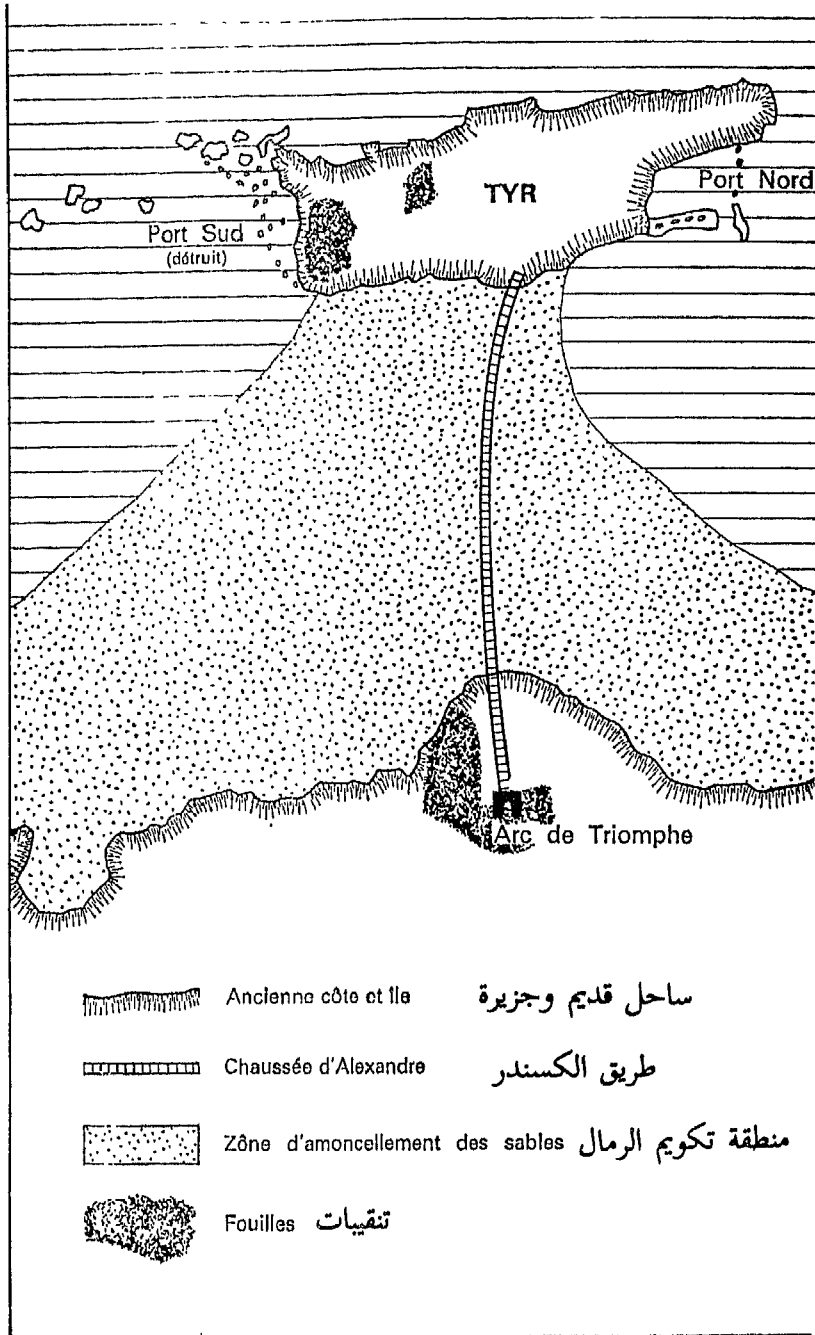 TYR
Port Nord
Port Sud
(détruit)
Arc de Triomphe
Ancienne côte et île ساحل قديم وجزيرة
Chaussée d'Alexandre طريق الكسندر
Zône d'amoncellement des sables منطقة تكويم الرمال
Fouilles تنقيبات